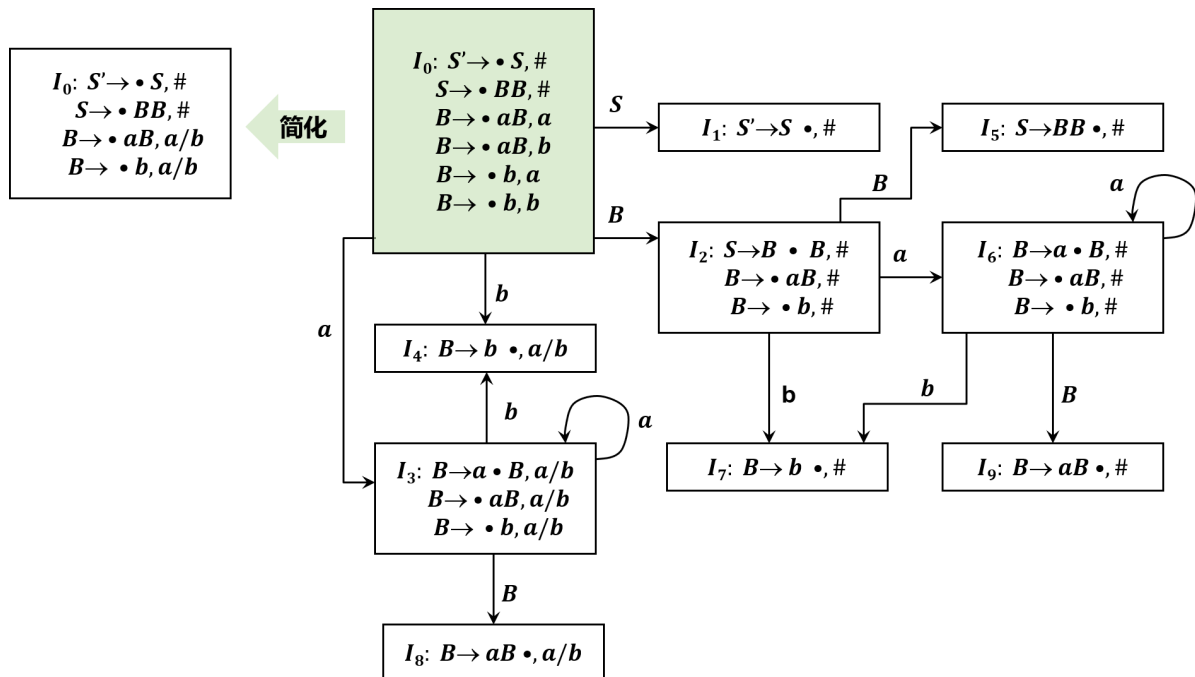 I₀: S'→ • S, #
S→ • BB, #
B→ • aB, a/b
B→ • b, a/b
简化
I₀: S'→ • S, #
S→ • BB, #
B→ • aB, a
B→ • aB, b
B→ • b, a
B→ • b, b
S
I₁: S'→S •, #
I₅: S→BB •, #
B
B
a
I₂: S→B • B, #
B→ • aB, #
B→ • b, #
a
I₆: B→a • B, #
B→ • aB, #
B→ • b, #
a
b
I₄: B→b •, a/b
b
a
b
b
B
I₃: B→a • B, a/b
B→ • aB, a/b
B→ • b, a/b
I₇: B→ b •, #
I₉: B→ aB •, #
B
I₈: B→ aB •, a/b